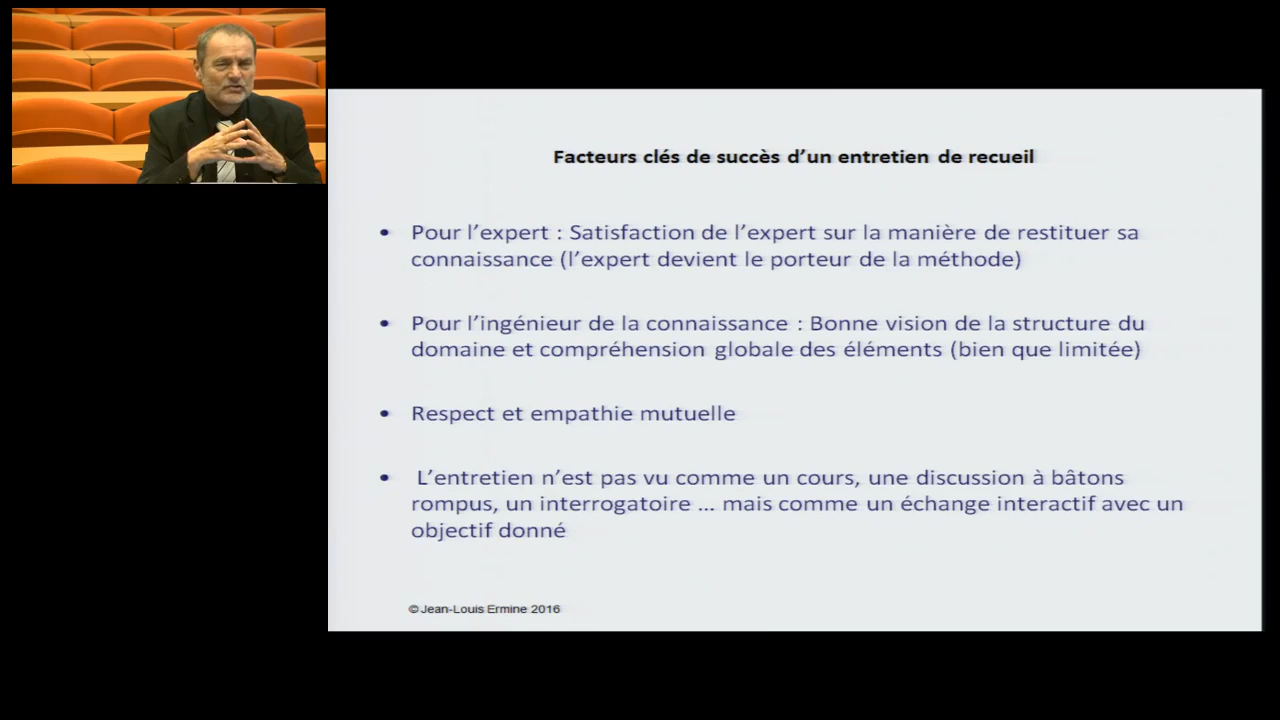 Facteurs clés de succès d’un entretien de recueil
• Pour l’expert : Satisfaction de l’expert sur la manière de restituer sa
connaissance (l’expert devient le porteur de la méthode)
• Pour l’ingénieur de la connaissance : Bonne vision de la structure du
domaine et compréhension globale des éléments (bien que limitée)
• Respect et empathie mutuelle
• L’entretien n’est pas vu comme un cours, une discussion à bâtons
rompus, un interrogatoire … mais comme un échange interactif avec un
objectif donné
© Jean-Louis Ermine 2016